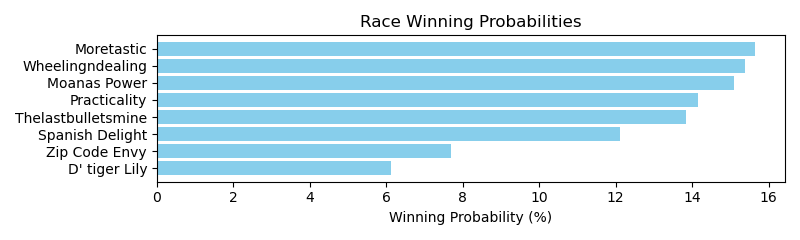 Race Winning Probabilities
Moretastic
Wheelingndealing
Moanas Power
Practicality
Thelastbulletsmine
Spanish Delight
Zip Code Envy
D' tiger Lily
0 2 4 6 8 10 12 14 16
Winning Probability (%)